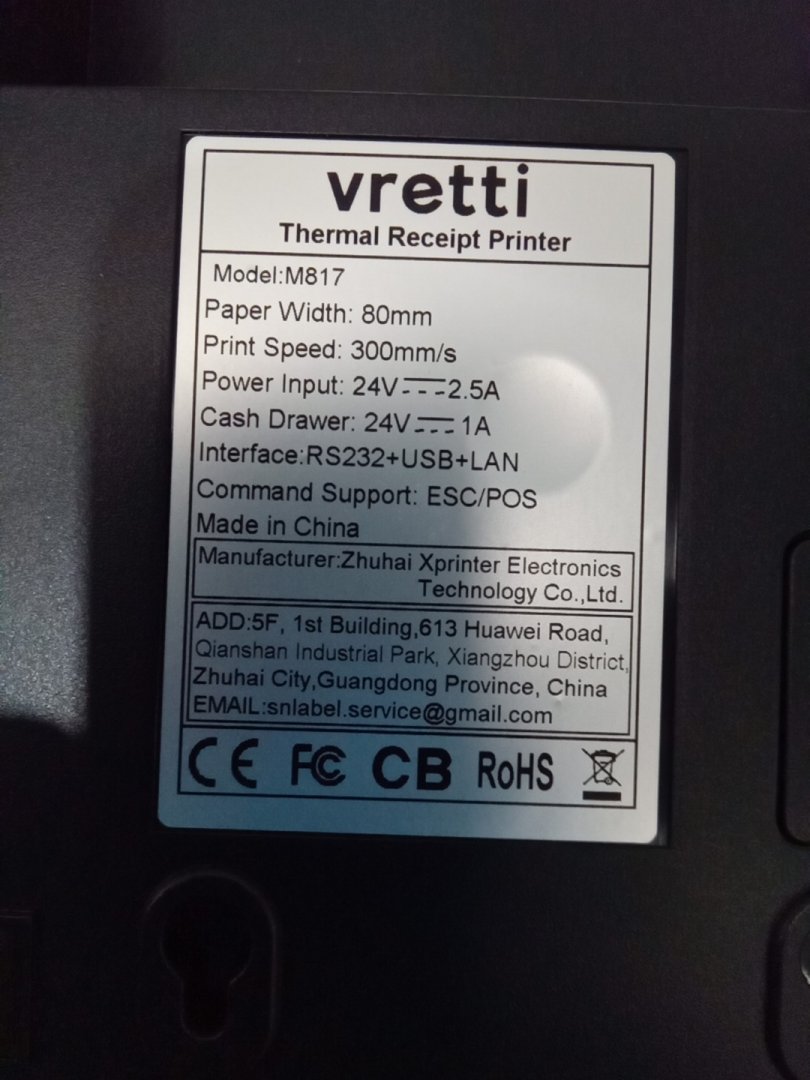 vretti
Thermal Receipt Printer
Model:M817
Paper Width: 80mm
Print Speed: 300mm/s
Power Input: 24V⎓2.5A
Cash Drawer: 24V⎓1A
Interface:RS232+USB+LAN
Command Support: ESC/POS
Made in China
Manufacturer:Zhuhai Xprinter Electronics
Technology Co.,Ltd.
ADD:5F, 1st Building,613 Huawei Road,
Qianshan Industrial Park, Xiangzhou District,
Zhuhai City,Guangdong Province, China
EMAIL:snlabel.service@gmail.com
CE FC CB RoHS